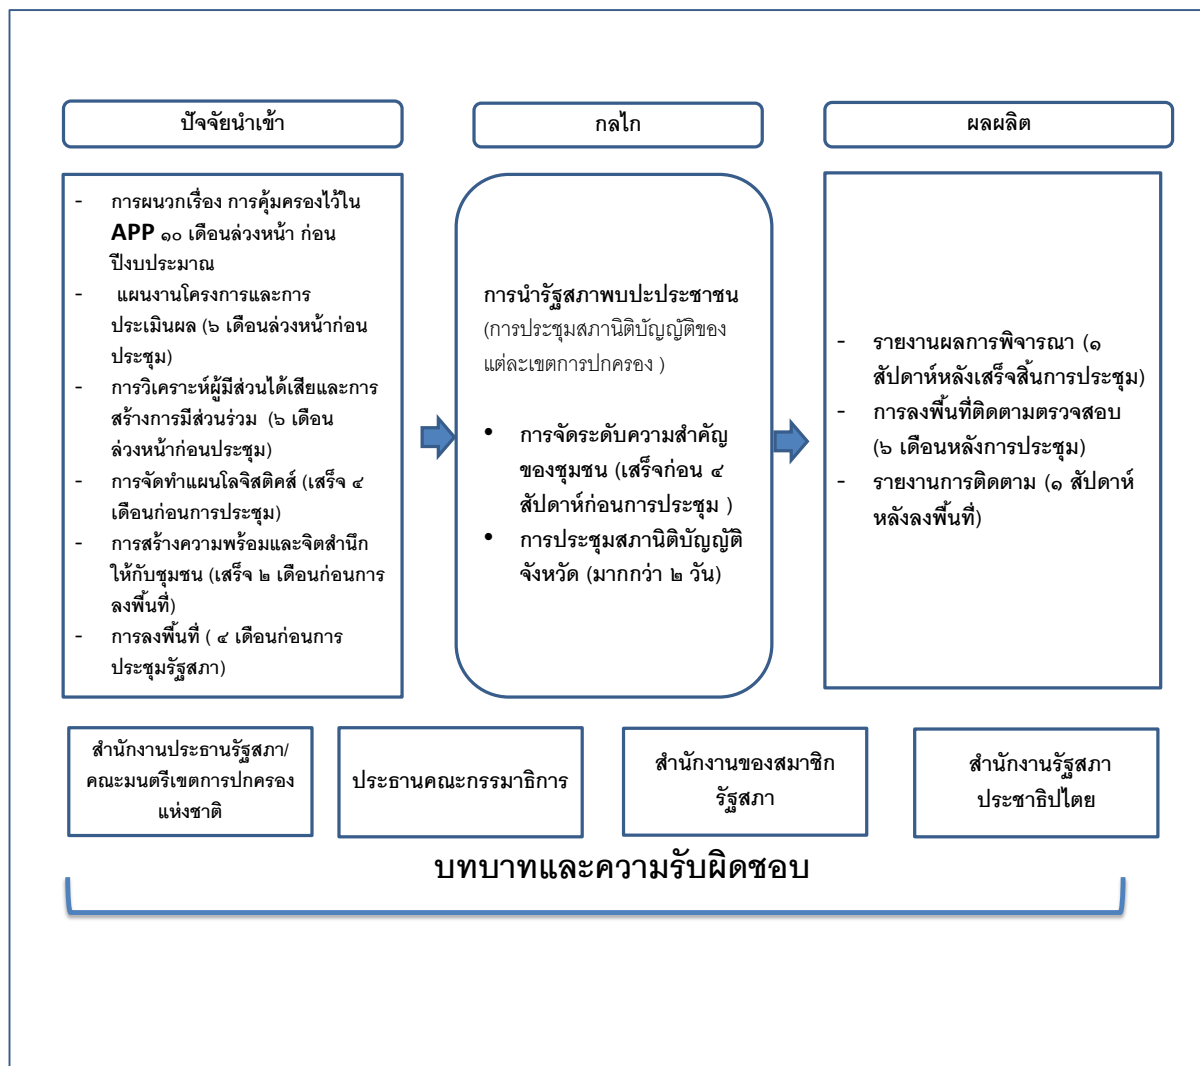 ปัจจัยนำเข้า
กลไก
ผลผลิต
- การผนวกเรื่อง การคุ้มครองไว้ใน
APP ๑๐ เดือนล่วงหน้า ก่อน
ปีงบประมาณ
- แผนงานโครงการและการ
ประเมินผล (๖ เดือนล่วงหน้าก่อน
ประชุม)
- การวิเคราะห์ผู้มีส่วนได้เสียและการ
สร้างการมีส่วนร่วม (๖ เดือน
ล่วงหน้าก่อนประชุม)
- การจัดทำแผนโลจิสติคส์ (เสร็จ ๔
เดือนก่อนการประชุม)
- การสร้างความพร้อมและจิตสำนึก
ให้กับชุมชน (เสร็จ ๒ เดือนก่อนการ
ลงพื้นที่)
- การลงพื้นที่ ( ๔ เดือนก่อนการ
ประชุมรัฐสภา)
การนำรัฐสภาพบปะประชาชน
(การประชุมสภานิติบัญญัติของ
แต่ละเขตการปกครอง )
• การจัดระดับความสำคัญ
ของชุมชน (เสร็จก่อน ๔
สัปดาห์ก่อนการประชุม )
• การประชุมสภานิติบัญญัติ
จังหวัด (มากกว่า ๒ วัน)
- รายงานผลการพิจารณา (๑
สัปดาห์หลังเสร็จสิ้นการประชุม)
- การลงพื้นที่ติดตามตรวจสอบ
(๖ เดือนหลังการประชุม)
- รายงานการติดตาม (๑ สัปดาห์
หลังลงพื้นที่)
สำนักงานประธานรัฐสภา/
คณะมนตรีเขตการปกครอง
แห่งชาติ
ประธานคณะกรรมาธิการ
สำนักงานของสมาชิก
รัฐสภา
สำนักงานรัฐสภา
ประชาธิปไตย
บทบาทและความรับผิดชอบ